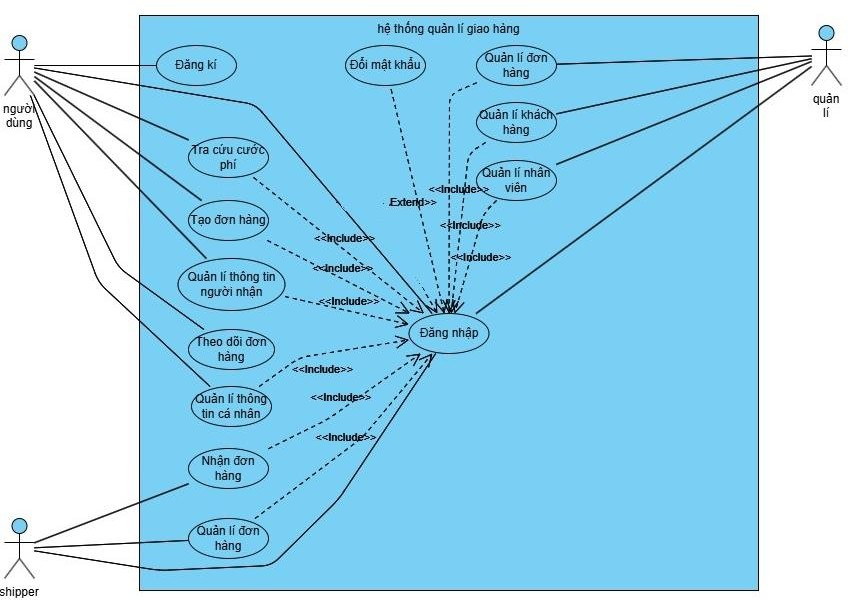 hệ thống quản lí giao hàng
người
dùng
Đăng kí
Đổi mật khẩu
Quản lí đơn
hàng
quản
lí
Quản lí khách
hàng
Tra cứu cước
phí
Quản lí nhân
viên
<<Include>>
Extend>>
Tạo đơn hàng
<<Include>>
<<Include>>
<<Include>>
<<Include>>
Quản lí thông tin
người nhận
<<Include>>
Đăng nhập
Theo dõi đơn
hàng
<<Include>>
Quản lí thông
tin cá nhân
<<Include>>
<<Include>>
Nhận đơn
hàng
Quản lí đơn
hàng
shipper